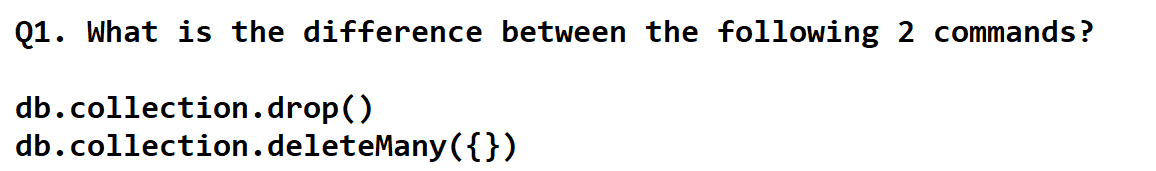 Q1. What is the difference between the following 2 commands?
db.collection.drop()
db.collection.deleteMany({})